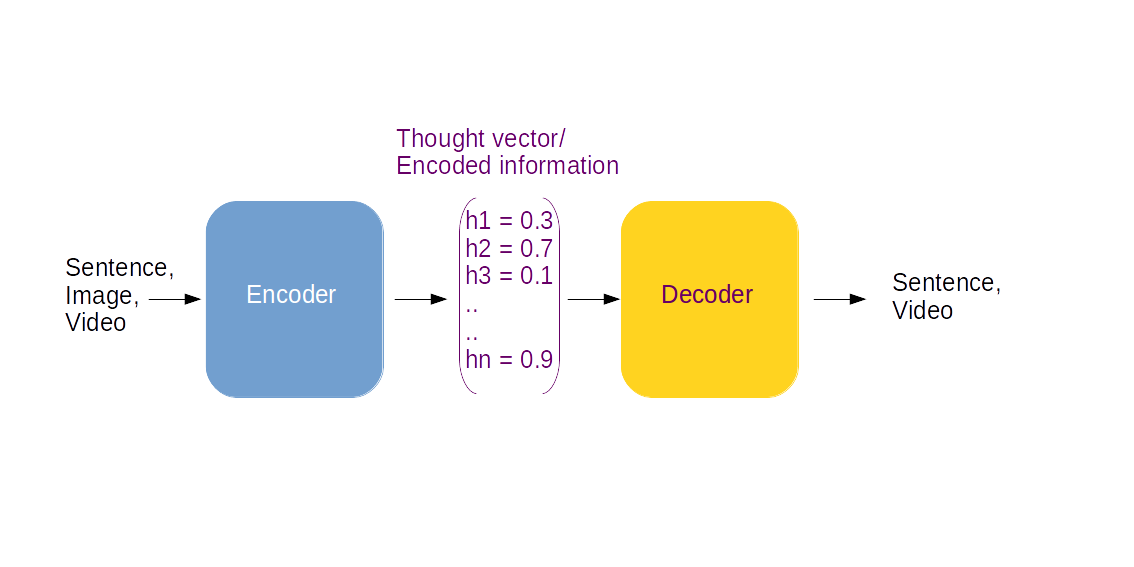 Thought vector/
Encoded information
Sentence,
Image,
Video
Encoder
h1 = 0.3
h2 = 0.7
h3 = 0.1
..
..
hn = 0.9
Decoder
Sentence,
Video